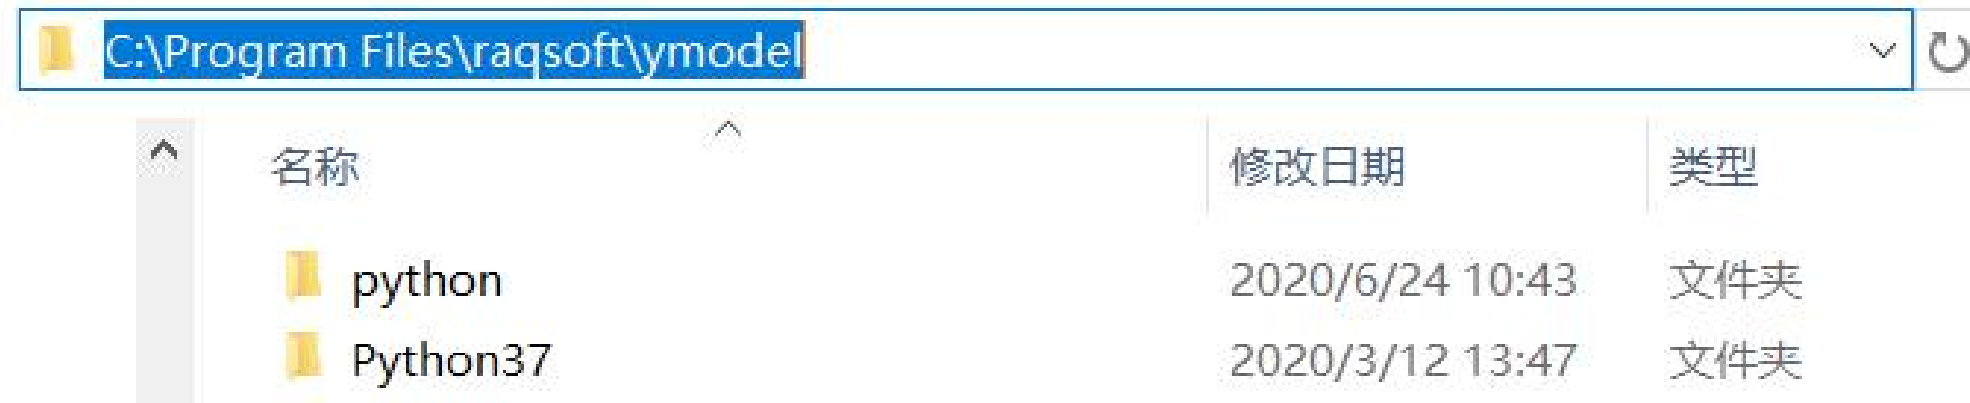 C:\Program Files\raqsoft\ymodel
名称 修改日期 类型
python 2020/6/24 10:43 文件夹
Python37 2020/3/12 13:47 文件夹